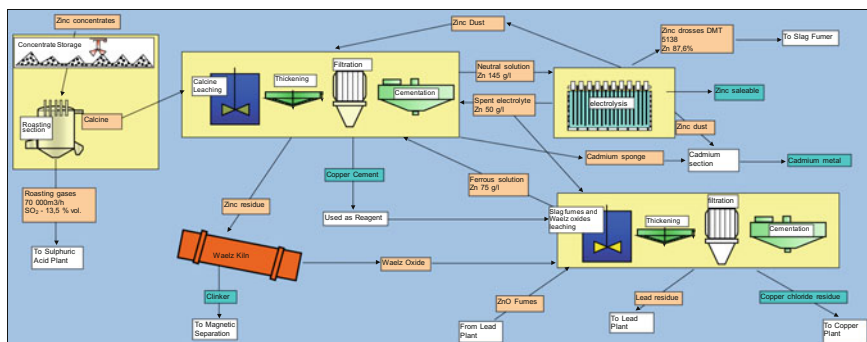 Zinc concentrates
Concentrate Storage
Roasting
section
Calcine
Roasting gases
70 000m3/h
SO₂ - 13,5 % vol.
To Sulphuric
Acid Plant
Zinc Dust
Calcine
Leaching
Thickening
Filtration
Cementation
Neutral solution
Zn 145 g/l
Spent electrolyte
Zn 50 g/l
electrolysis
Zinc drosses DMT
5138
Zn 87,6%
To Slag Fumer
Zinc saleable
Zinc dust
Cadmium sponge
Cadmium
section
Cadmium metal
Zinc residue
Copper Cement
Used as Reagent
Ferrous solution
Zn 75 g/l
Slag fumes and
Waelz oxides
leaching
Thickening
filtration
Cementation
Waelz Kiln
Waelz Oxide
Clinker
To Magnetic
Separation
ZnO Fumes
From Lead
Plant
Lead residue
To Lead
Plant
Copper chloride residue
To Copper
Plant